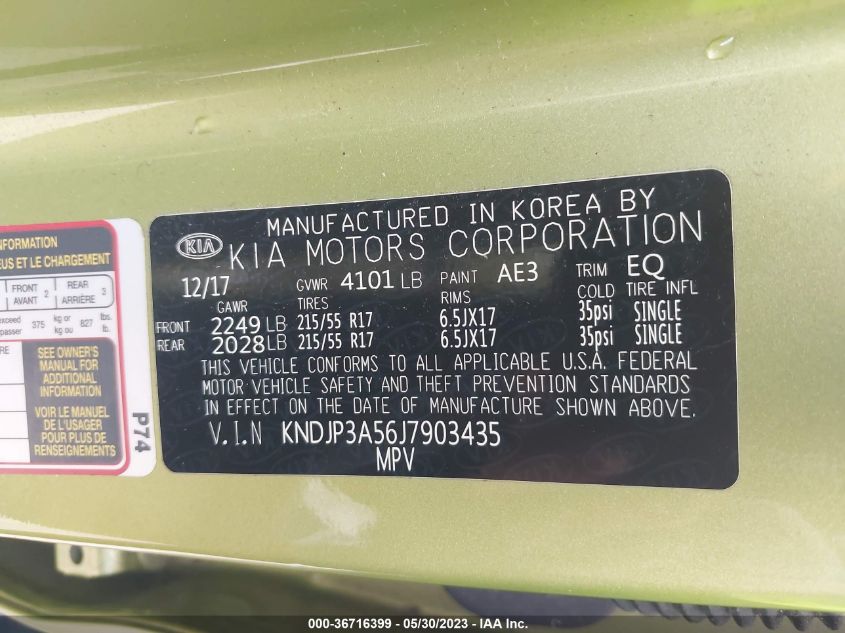 MANUFACTURED IN KOREA BY
KIA KIA MOTORS CORPORATION
12/17 GVWR 4101 LB PAINT AE3 TRIM EQ
GAWR TIRES RIMS COLD TIRE INFL
FRONT 2249 LB 215/55 R17 6.5JX17 35psi SINGLE
REAR 2028 LB 215/55 R17 6.5JX17 35psi SINGLE
THIS VEHICLE CONFORMS TO ALL APPLICABLE U.S.A. FEDERAL
MOTOR VEHICLE SAFETY AND THEFT PREVENTION STANDARDS
IN EFFECT ON THE DATE OF MANUFACTURE SHOWN ABOVE.
V.I.N KNDJP3A56J7903435
MPV
INFORMATION
EUS ET LE CHARGEMENT
FRONT AVANT 2 REAR ARRIÈRE 3
exceed
passer 375 kg or kg ou 827 lbs. lb.
RE
SEE OWNER'S
MANUAL FOR
ADDITIONAL
INFORMATION
VOIR LE MANUEL
DE L'USAGER
POUR PLUS DE
RENSEIGNEMENTS
P74
000-36716399 - 05/30/2023 - IAA Inc.